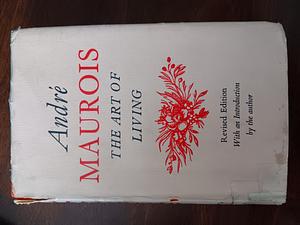 André
MAUROIS
THE ART OF
LIVING
Revised Edition
With an Introduction
by the author